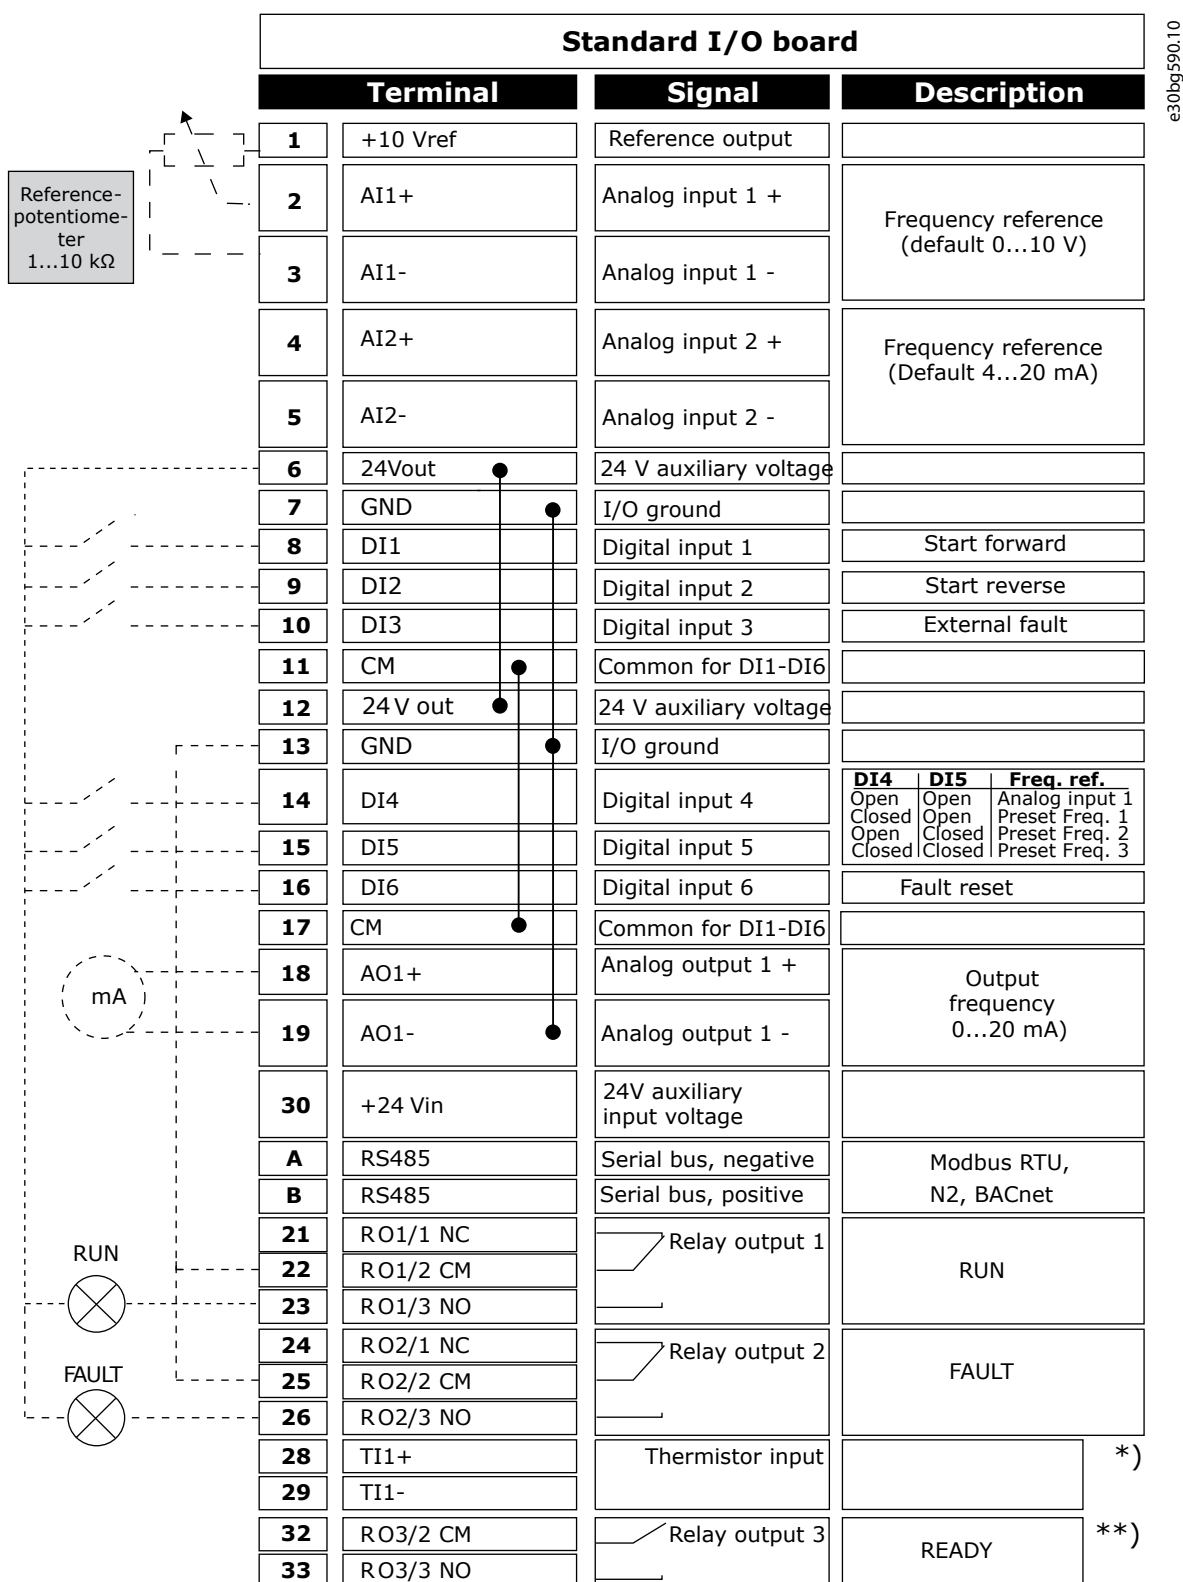 Standard I/O board
e30bg590.10
Terminal Signal Description
1 +10 Vref Reference output
Reference-
potentiome-
ter
1...10 kΩ
2 AI1+ Analog input 1 +
3 AI1- Analog input 1 -
Frequency reference
(default 0...10 V)
4 AI2+ Analog input 2 +
5 AI2- Analog input 2 -
Frequency reference
(Default 4...20 mA)
6 24Vout 24 V auxiliary voltage
7 GND I/O ground
8 DI1 Digital input 1 Start forward
9 DI2 Digital input 2 Start reverse
10 DI3 Digital input 3 External fault
11 CM Common for DI1-DI6
12 24 V out 24 V auxiliary voltage
13 GND I/O ground
14 DI4 Digital input 4
15 DI5 Digital input 5
DI4 DI5 Freq. ref.
Open Open Analog input 1
Closed Open Preset Freq. 1
Open Closed Preset Freq. 2
Closed Closed Preset Freq. 3
16 DI6 Digital input 6 Fault reset
17 CM Common for DI1-DI6
mA
18 AO1+ Analog output 1 +
19 AO1- Analog output 1 -
Output
frequency
0...20 mA)
30 +24 Vin 24V auxiliary
input voltage
A RS485 Serial bus, negative
B RS485 Serial bus, positive
Modbus RTU,
N2, BACnet
RUN
21 RO1/1 NC Relay output 1
22 RO1/2 CM RUN
23 RO1/3 NO
FAULT
24 RO2/1 NC Relay output 2
25 RO2/2 CM FAULT
26 RO2/3 NO
28 TI1+ Thermistor input *)
29 TI1-
32 RO3/2 CM Relay output 3 READY **)
33 RO3/3 NO